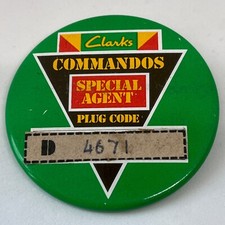 Clarks
COMMANDOS
SPECIAL
AGENT
PLUG CODE
D 4671